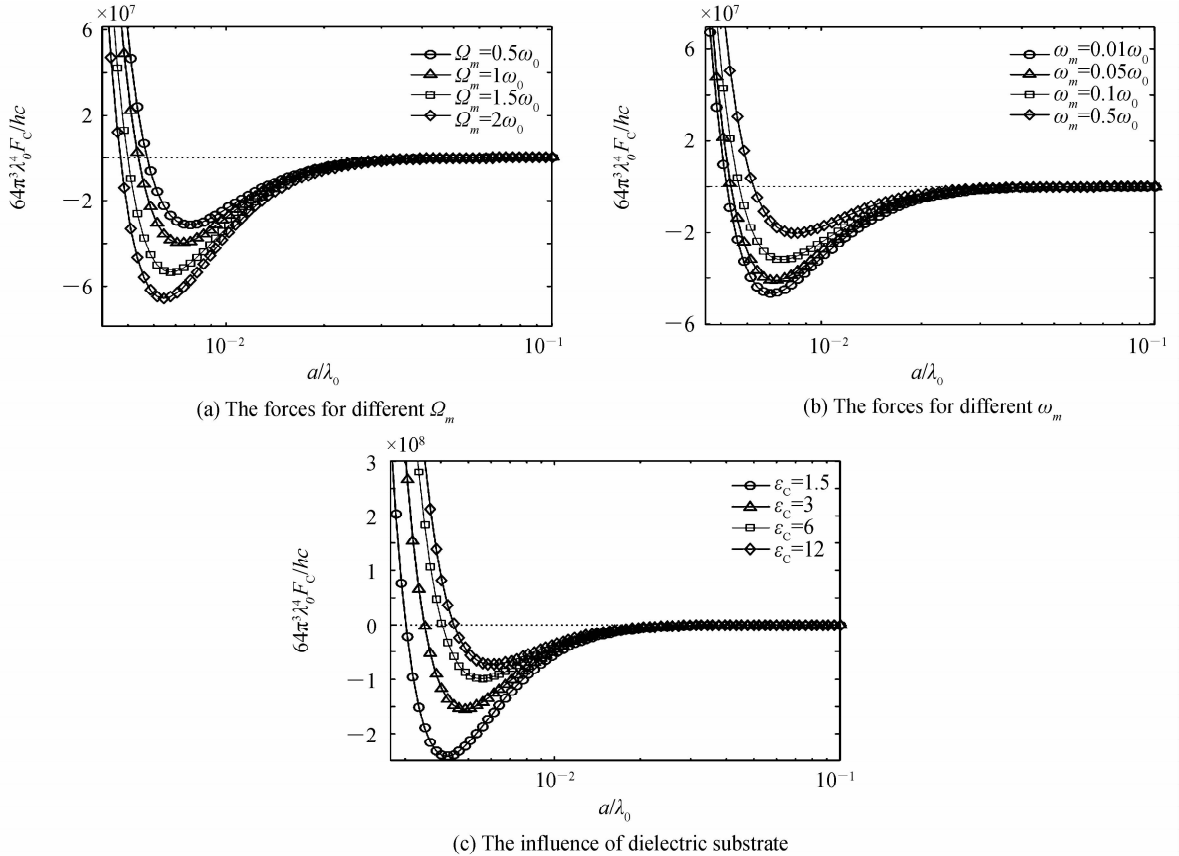 ×10⁷
6
2
−2
−6
64π³λ₀⁴F_C/hc
Ω_m=0.5ω₀
Ω_m=1ω₀
Ω_m=1.5ω₀
Ω_m=2ω₀
10⁻²
10⁻¹
a/λ₀
(a) The forces for different Ω_m
×10⁷
6
2
−2
−6
64π³λ₀⁴F_C/hc
ω_m=0.01ω₀
ω_m=0.05ω₀
ω_m=0.1ω₀
ω_m=0.5ω₀
10⁻²
10⁻¹
a/λ₀
(b) The forces for different ω_m
×10⁸
3
2
1
0
−1
−2
64π³λ₀⁴F_C/hc
ε_C=1.5
ε_C=3
ε_C=6
ε_C=12
10⁻²
10⁻¹
a/λ₀
(c) The influence of dielectric substrate